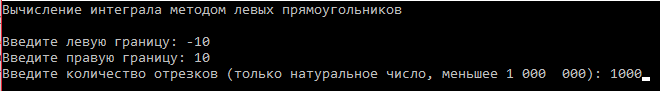 Вычисление интеграла методом левых прямоугольников
Введите левую границу: -10
Введите правую границу: 10
Введите количество отрезков (только натуральное число, меньшее 1 000  000): 1000